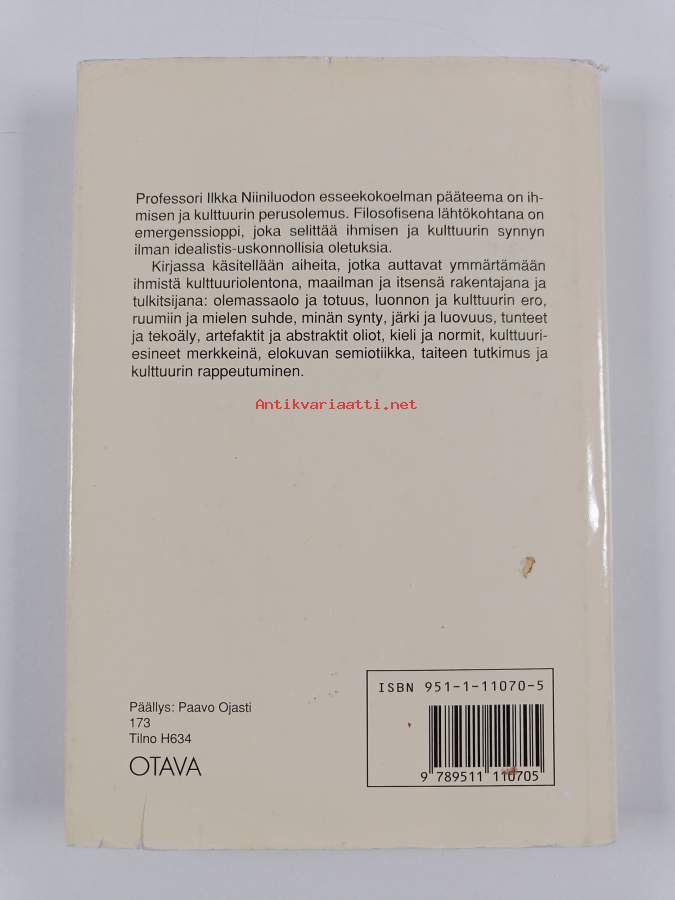 Professori Ilkka Niiniluodon esseekokoelman pääteema on ih-
misen ja kulttuurin perusolemus. Filosofisena lähtökohtana on
emergenssioppi, joka selittää ihmisen ja kulttuurin synnyn
ilman idealistis-uskonnollisia oletuksia.
Kirjassa käsitellään aiheita, jotka auttavat ymmärtämään
ihmistä kulttuuriolentona, maailman ja itsensä rakentajana ja
tulkitsijana: olemassaolo ja totuus, luonnon ja kulttuurin ero,
ruumiin ja mielen suhde, minän synty, järki ja luovuus, tunteet
ja tekoäly, artefaktit ja abstraktit oliot, kieli ja normit, kulttuuri-
esineet merkkeinä, elokuvan semiotiikka, taiteen tutkimus ja
kulttuurin rappeutuminen.
Antikvariaatti.net
ISBN 951-1-11070-5
Päällys: Paavo Ojasti
173
Tilno H634
OTAVA
9 789511 110705